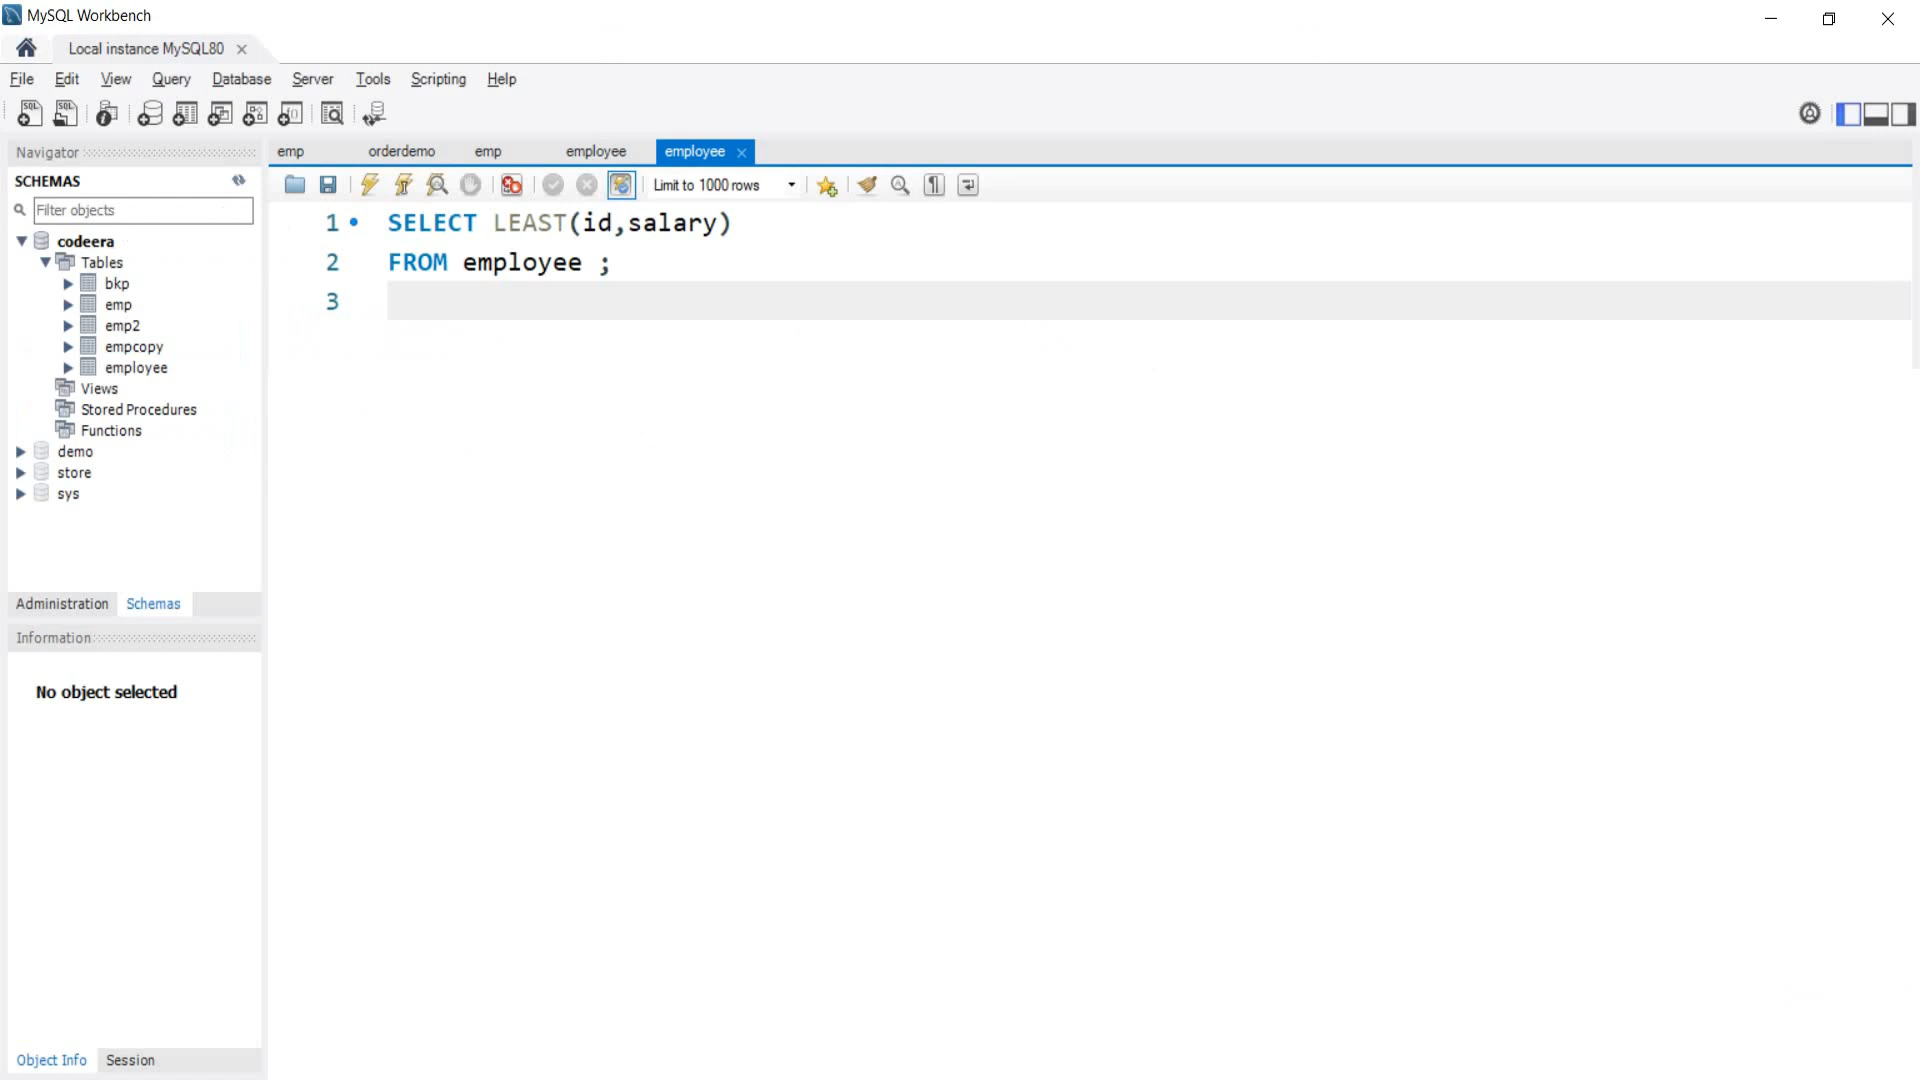 MySQL Workbench
Local instance MySQL80
File Edit View Query Database Server Tools Scripting Help
Navigator
emp orderdemo emp employee employee
SCHEMAS
Limit to 1000 rows
Filter objects
1 SELECT LEAST(id,salary)
2 FROM employee ;
3
codeera
Tables
bkp
emp
emp2
empcopy
employee
Views
Stored Procedures
Functions
demo
store
sys
Administration Schemas
Information
No object selected
Object Info Session